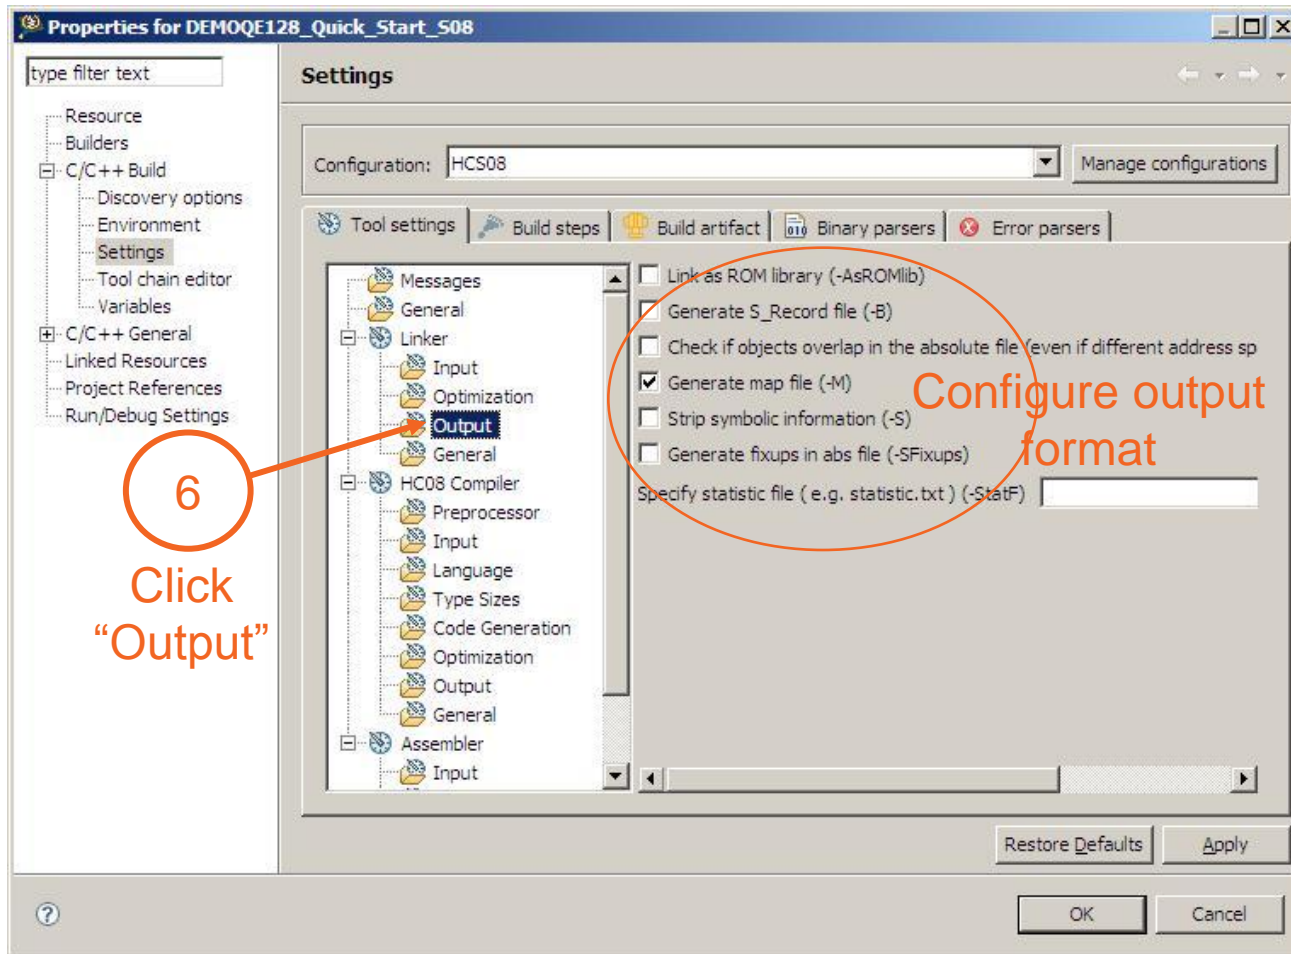 Properties for DEMOQE128_Quick_Start_S08
type filter text
Resource
Builders
C/C++ Build
Discovery options
Environment
Settings
Tool chain editor
Variables
C/C++ General
Linked Resources
Project References
Run/Debug Settings
6
Click
“Output”
Settings
Configuration: HCS08 Manage configurations
Tool settings Build steps Build artifact Binary parsers Error parsers
Messages
General
Linker
Input
Optimization
Output
General
HC08 Compiler
Preprocessor
Input
Language
Type Sizes
Code Generation
Optimization
Output
General
Assembler
Input
Link as ROM library (-AsROMlib)
Generate S_Record file (-B)
Check if objects overlap in the absolute file (even if different address sp
Generate map file (-M)
Strip symbolic information (-S)
Generate fixups in abs file (-SFixups)
Specify statistic file ( e.g. statistic.txt ) (-StatF)
Configure output
format
Restore Defaults Apply
OK Cancel